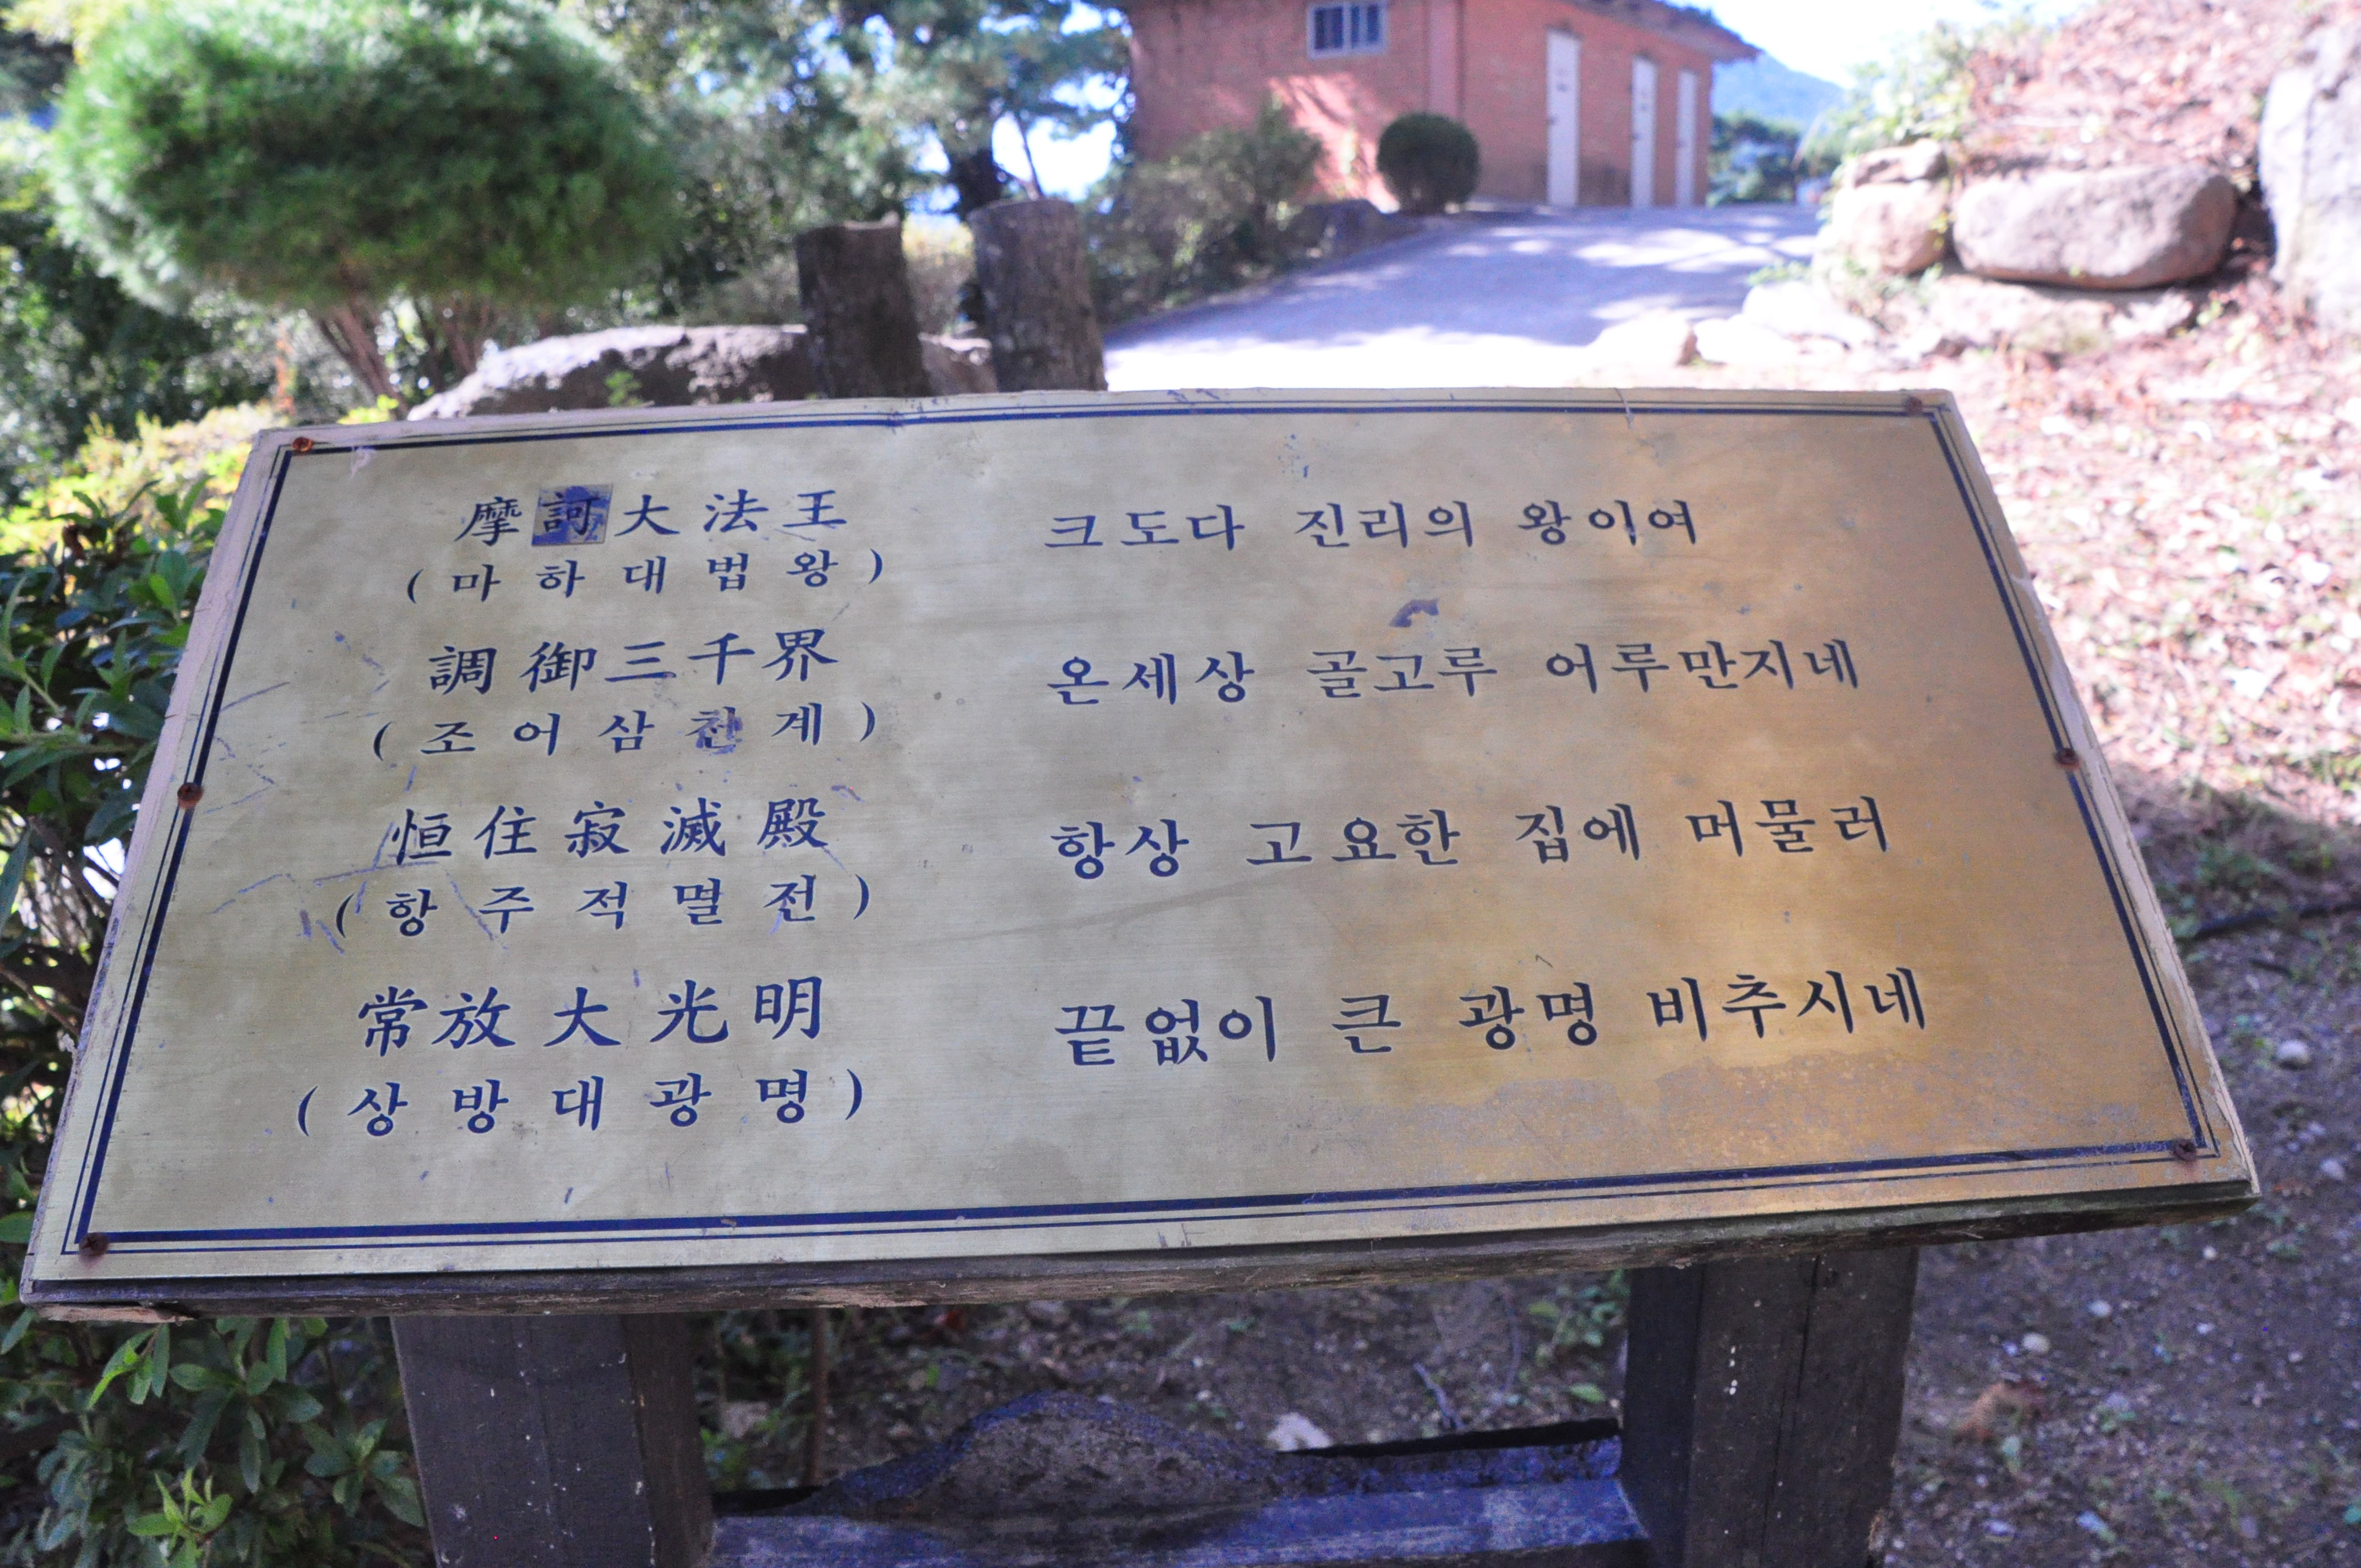 摩訶大法王 크도다 진리의 왕이여
(마하대법왕)
調御三千界 온세상 골고루 어루만지네
(조어삼천계)
恒住寂滅殿 항상 고요한 집에 머물러
(항주적멸전)
常放大光明 끝없이 큰 광명 비추시네
(상방대광명)